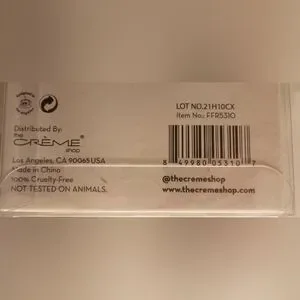 LOT NO.21H10CX
Item No.: FFR5310
Distributed By:
the
CRÈME
shop
Los Angeles, CA 90065 USA
Made in China
100% Cruelty-Free
NOT TESTED ON ANIMALS.
8 49980 05310 7
@thecremeshop
www.thecremeshop.com